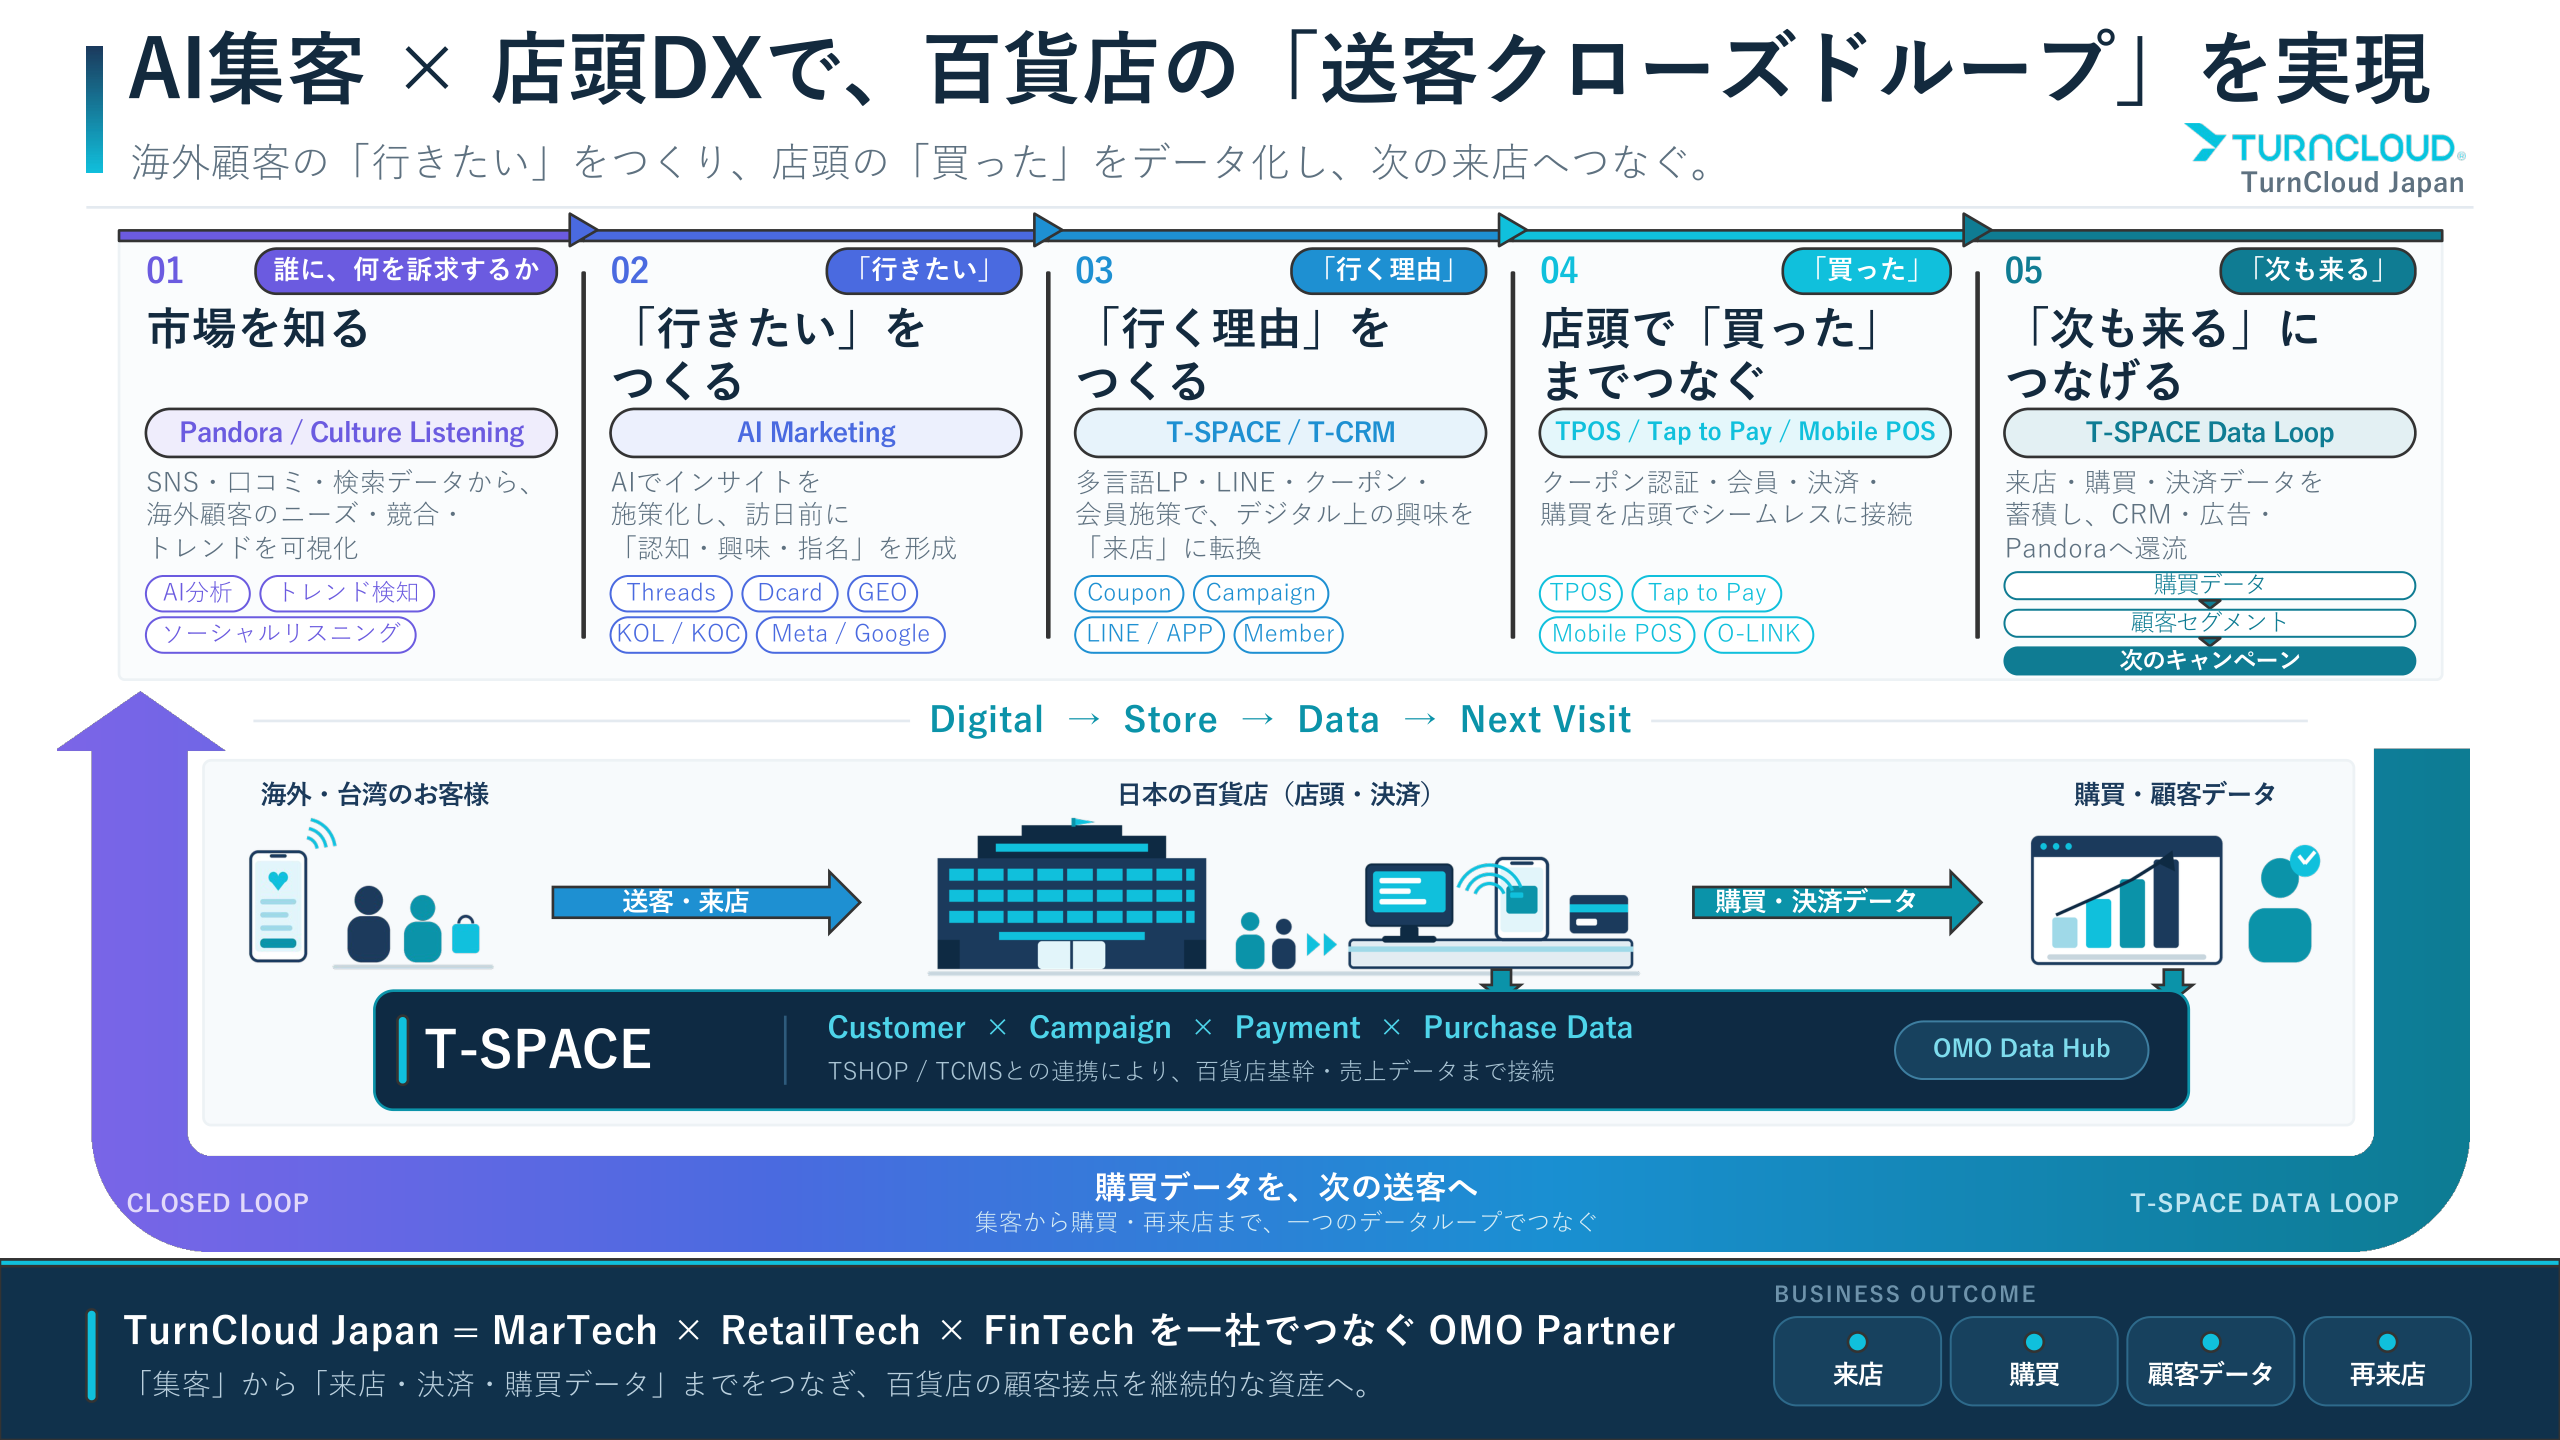 AI集客 × 店頭DXで、百貨店の「送客クローズドループ」を実現
海外顧客の「行きたい」をつくり、店頭の「買った」をデータ化し、次の来店へつなぐ。
TURNCLOUD®
TurnCloud Japan
01
誰に、何を訴求するか
市場を知る
Pandora / Culture Listening
SNS・口コミ・検索データから、
海外顧客のニーズ・競合・
トレンドを可視化
AI分析
トレンド検知
ソーシャルリスニング
02
「行きたい」
「行きたい」を
つくる
AI Marketing
AIでインサイトを
施策化し、訪日前に
「認知・興味・指名」を形成
Threads
Dcard
GEO
KOL / KOC
Meta / Google
03
「行く理由」
「行く理由」を
つくる
T-SPACE / T-CRM
多言語LP・LINE・クーポン・
会員施策で、デジタル上の興味を
「来店」に転換
Coupon
Campaign
LINE / APP
Member
04
「買った」
店頭で「買った」
までつなぐ
TPOS / Tap to Pay / Mobile POS
クーポン認証・会員・決済・
購買を店頭でシームレスに接続
TPOS
Tap to Pay
Mobile POS
O-LINK
05
「次も来る」
「次も来る」に
つなげる
T-SPACE Data Loop
来店・購買・決済データを
蓄積し、CRM・広告・
Pandoraへ還流
購買データ
顧客セグメント
次のキャンペーン
Digital → Store → Data → Next Visit
海外・台湾のお客様
日本の百貨店（店頭・決済）
購買・顧客データ
送客・来店
購買・決済データ
T-SPACE
Customer × Campaign × Payment × Purchase Data
TSHOP / TCMSとの連携により、百貨店基幹・売上データまで接続
OMO Data Hub
CLOSED LOOP
購買データを、次の送客へ
集客から購買・再来店まで、一つのデータループでつなぐ
T-SPACE DATA LOOP
TurnCloud Japan = MarTech × RetailTech × FinTech を一社でつなぐ OMO Partner
「集客」から「来店・決済・購買データ」までをつなぎ、百貨店の顧客接点を継続的な資産へ。
BUSINESS OUTCOME
来店
購買
顧客データ
再来店